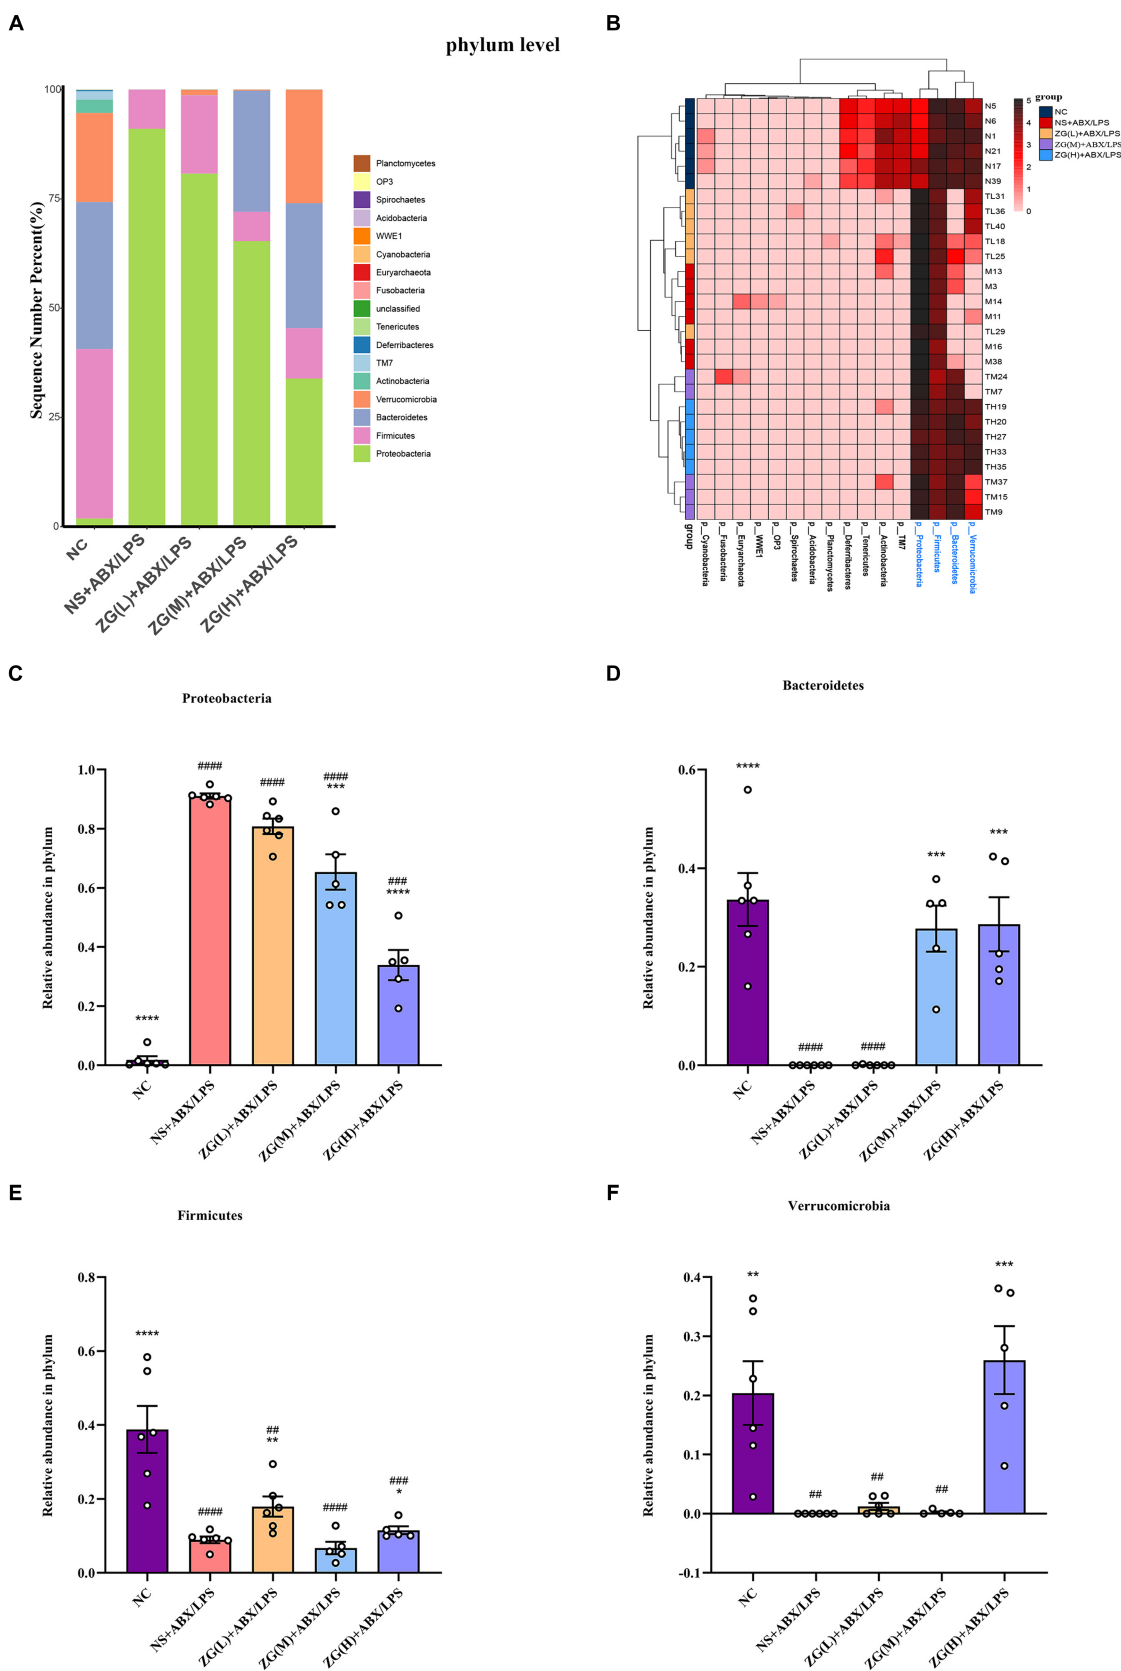 A
phylum level
Sequence Number Percent(%)
100
75
50
25
0
NC
NS+ABX/LPS
ZG(L)+ABX/LPS
ZG(M)+ABX/LPS
ZG(H)+ABX/LPS
Planctomycetes
OP3
Spirochaetes
Acidobacteria
WWE1
Cyanobacteria
Euryarchaeota
Fusobacteria
unclassified
Tenericutes
Deferribacteres
TM7
Actinobacteria
Verrucomicrobia
Bacteroidetes
Firmicutes
Proteobacteria
B
N5
N6
N1
N21
N17
N39
TL31
TL36
TL40
TL18
TL25
M13
M3
M14
M11
TL29
M16
M38
TM24
TM7
TH19
TH20
TH27
TH33
TH35
TM37
TM15
TM9
5
4
3
2
1
0
group
NC
NS+ABX/LPS
ZG(L)+ABX/LPS
ZG(M)+ABX/LPS
ZG(H)+ABX/LPS
group
p__Cyanobacteria
p__Fusobacteria
p__Euryarchaeota
p__WWE1
p__OP3
p__Spirochaetes
p__Acidobacteria
p__Planctomycetes
p__Deferribacteres
p__Tenericutes
p__Actinobacteria
p__TM7
p__Proteobacteria
p__Firmicutes
p__Bacteroidetes
p__Verrucomicrobia
C
Proteobacteria
Relative abundance in phylum
1.0
0.8
0.6
0.4
0.2
0.0
****
####
####
####
***
###
****
NC
NS+ABX/LPS
ZG(L)+ABX/LPS
ZG(M)+ABX/LPS
ZG(H)+ABX/LPS
D
Bacteroidetes
Relative abundance in phylum
0.6
0.4
0.2
0.0
****
####
####
***
***
NC
NS+ABX/LPS
ZG(L)+ABX/LPS
ZG(M)+ABX/LPS
ZG(H)+ABX/LPS
E
Firmicutes
Relative abundance in phylum
0.8
0.6
0.4
0.2
0.0
****
####
##
**
####
###
*
NC
NS+ABX/LPS
ZG(L)+ABX/LPS
ZG(M)+ABX/LPS
ZG(H)+ABX/LPS
F
Verrucomicrobia
Relative abundance in phylum
0.4
0.3
0.2
0.1
0.0
-0.1
**
##
##
##
***
NC
NS+ABX/LPS
ZG(L)+ABX/LPS
ZG(M)+ABX/LPS
ZG(H)+ABX/LPS